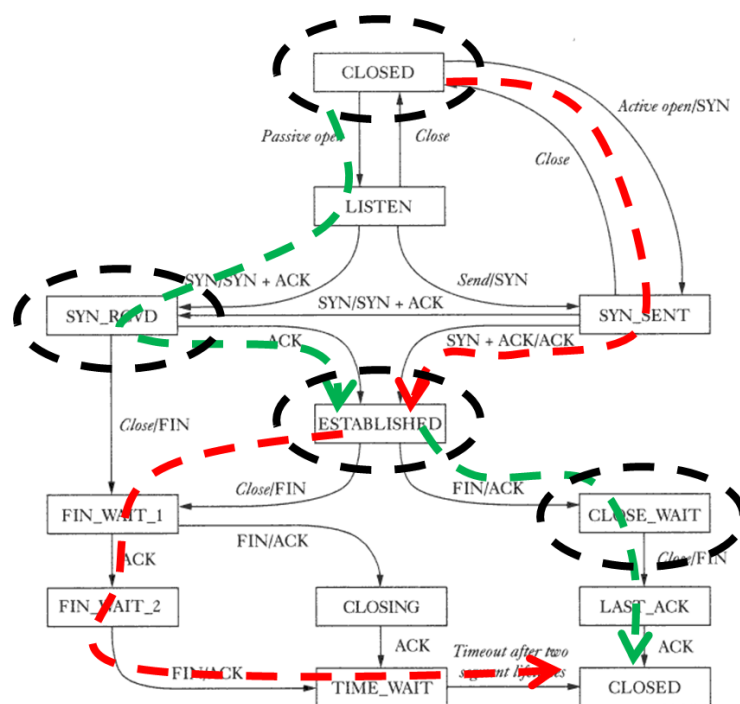 CLOSED
Active open/SYN
Passive open
Close
Close
LISTEN
SYN/SYN + ACK
Send/SYN
SYN/SYN + ACK
SYN_RCVD
SYN_SENT
ACK
SYN + ACK/ACK
ESTABLISHED
Close/FIN
Close/FIN
FIN/ACK
FIN_WAIT_1
CLOSE_WAIT
FIN/ACK
ACK
Close/FIN
FIN_WAIT_2
CLOSING
LAST_ACK
ACK
Timeout after two
segment lifetimes
ACK
FIN/ACK
TIME_WAIT
CLOSED